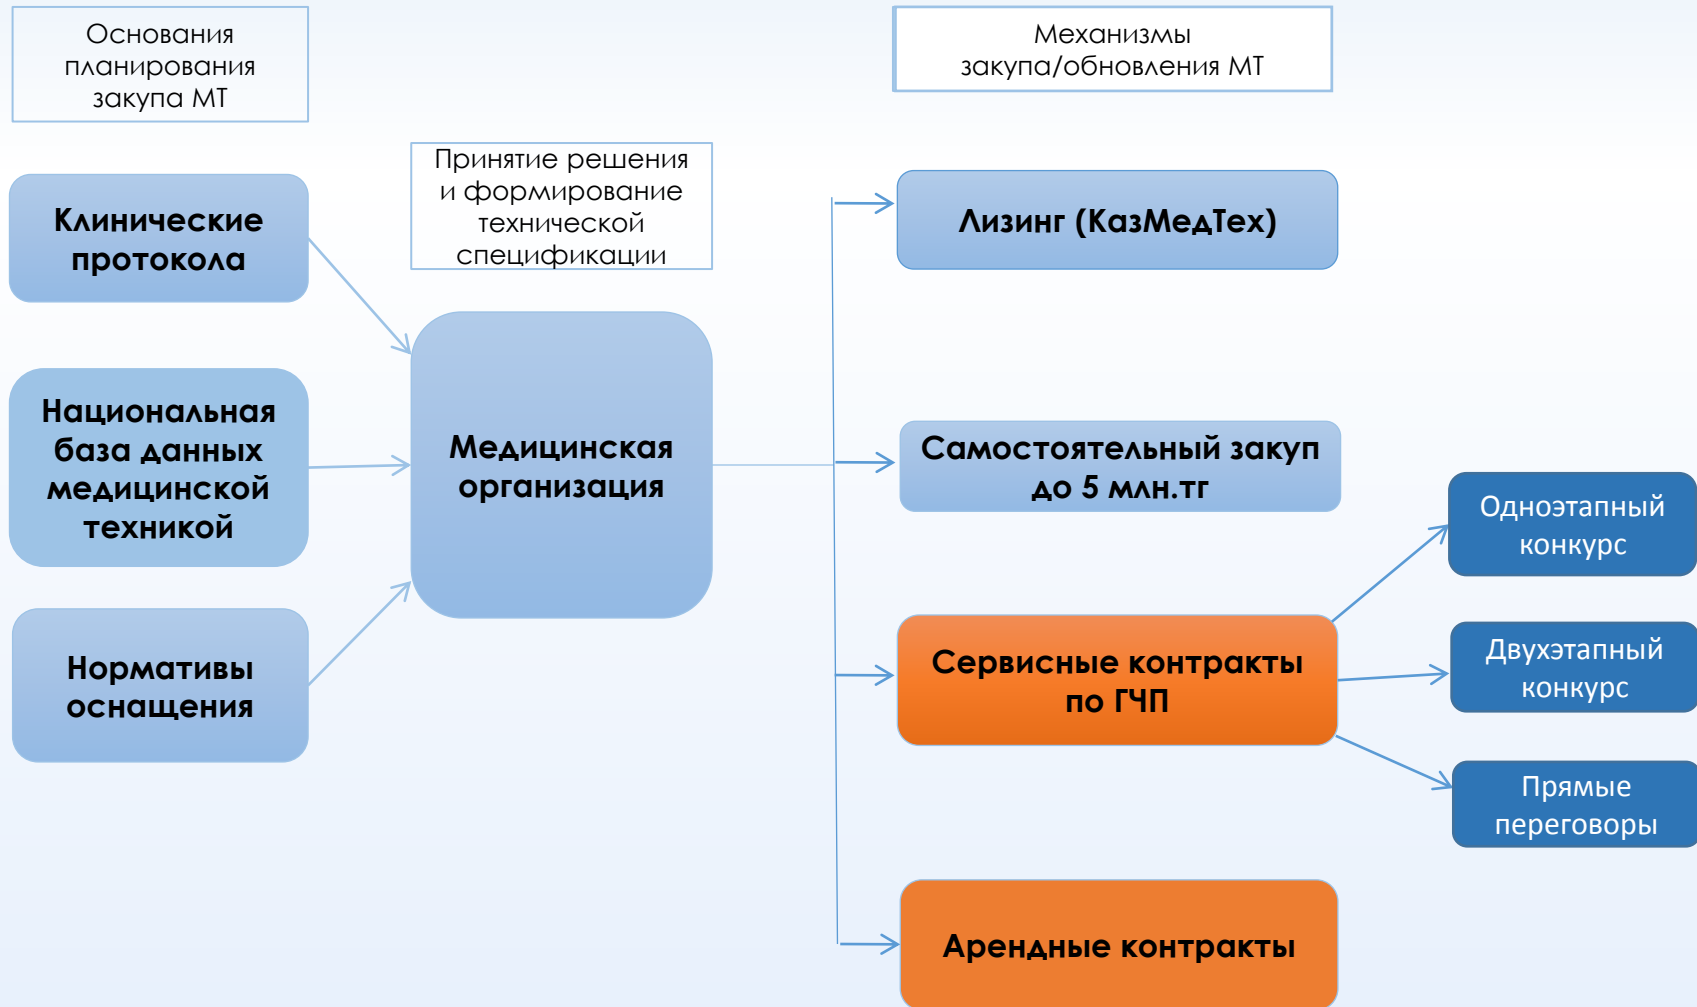 Основания
планирования
закупа МТ
Механизмы
закупа/обновления МТ
Принятие решения
и формирование
технической
спецификации
Клинические
протокола
Национальная
база данных
медицинской
техникой
Нормативы
оснащения
Медицинская
организация
Лизинг (КазМедТех)
Самостоятельный закуп
до 5 млн.тг
Сервисные контракты
по ГЧП
Арендные контракты
Одноэтапный
конкурс
Двухэтапный
конкурс
Прямые
переговоры